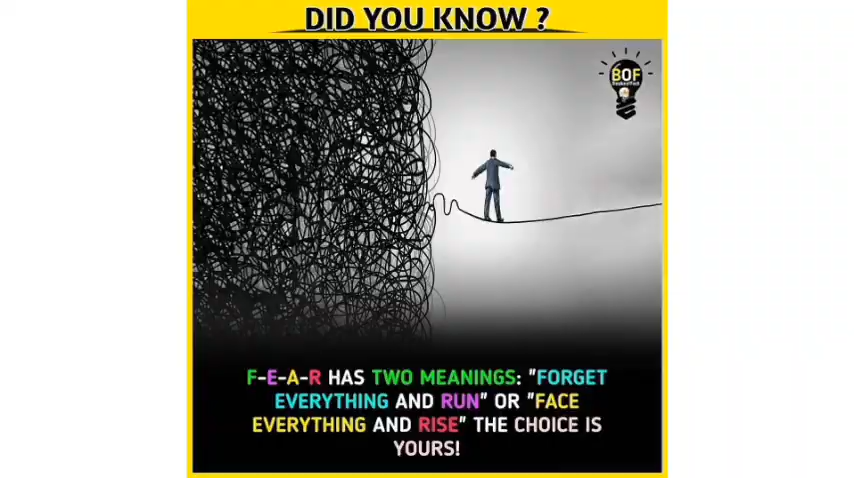 DID YOU KNOW ?
BOF
F-E-A-R HAS TWO MEANINGS: "FORGET
EVERYTHING AND RUN" OR "FACE
EVERYTHING AND RISE" THE CHOICE IS
YOURS!